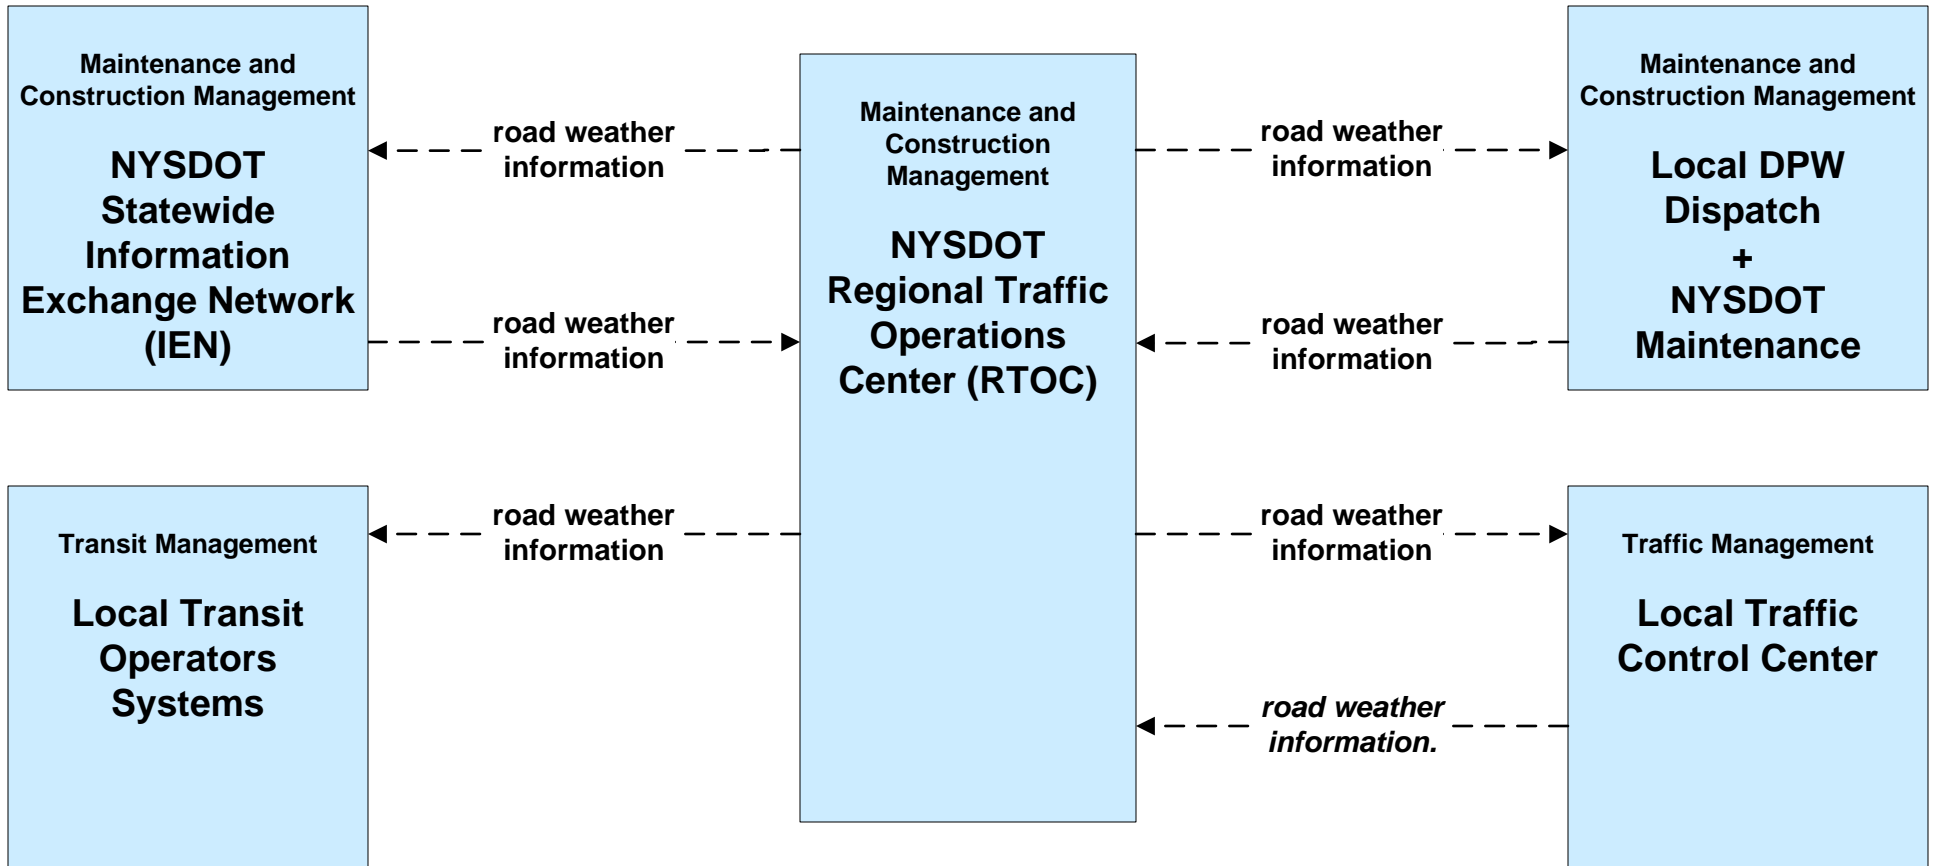 Maintenance and
Construction Management
NYSDOT
Statewide
Information
Exchange Network
(IEN)
road weather
information
road weather
information
Maintenance and
Construction
Management
NYSDOT
Regional Traffic
Operations
Center (RTOC)
road weather
information
road weather
information
Maintenance and
Construction Management
Local DPW
Dispatch
+
NYSDOT
Maintenance
Transit Management
Local Transit
Operators
Systems
road weather
information
road weather
information
road weather
information.
Traffic Management
Local Traffic
Control Center